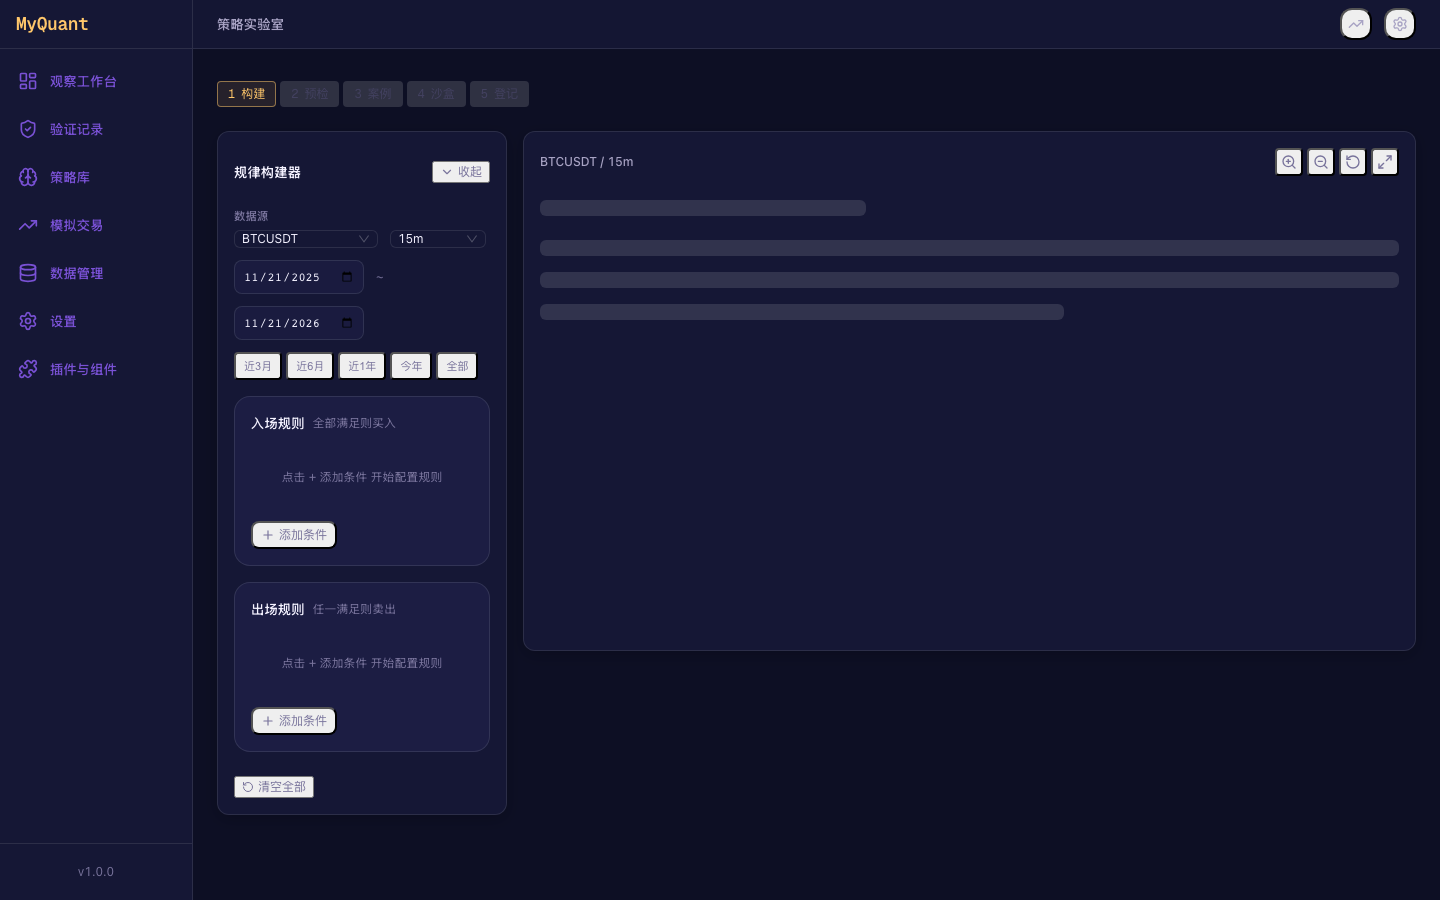 MyQuant
策略实验室
观察工作台
验证记录
策略库
模拟交易
数据管理
设置
插件与组件
v1.0.0
1 构建
2 预检
3 案例
4 沙盒
5 登记
规律构建器
收起
数据源
BTCUSDT
15m
11/21/2025
~
11/21/2026
近3月
近6月
近1年
今年
全部
入场规则 全部满足则买入
点击 + 添加条件 开始配置规则
+ 添加条件
出场规则 任一满足则卖出
点击 + 添加条件 开始配置规则
+ 添加条件
清空全部
BTCUSDT / 15m